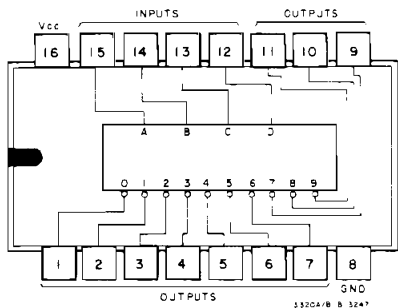 INPUTS OUTPUTS
Vcc
16 15 14 13 12 11 10 9
A B C D
0 1 2 3 4 5 6 7 8 9
1 2 3 4 5 6 7 8
OUTPUTS GND